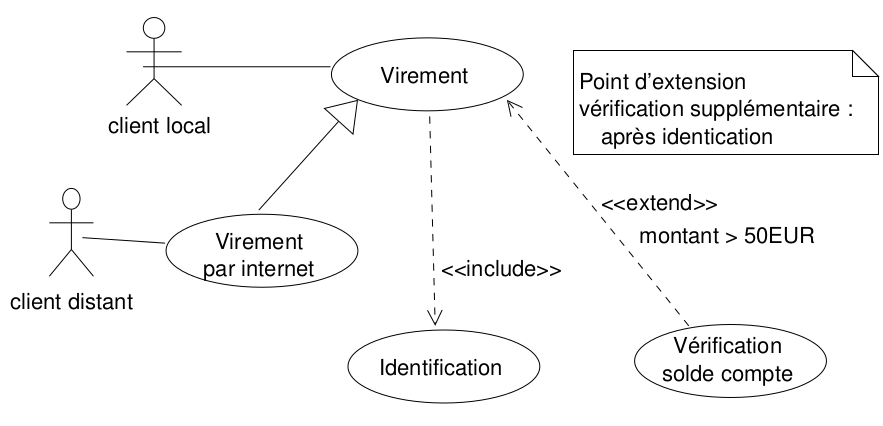 Virement
client local
Point d'extension
vérification supplémentaire :
après identication
<<extend>>
montant > 50EUR
Virement
par internet
client distant
<<include>>
Identification
Vérification
solde compte